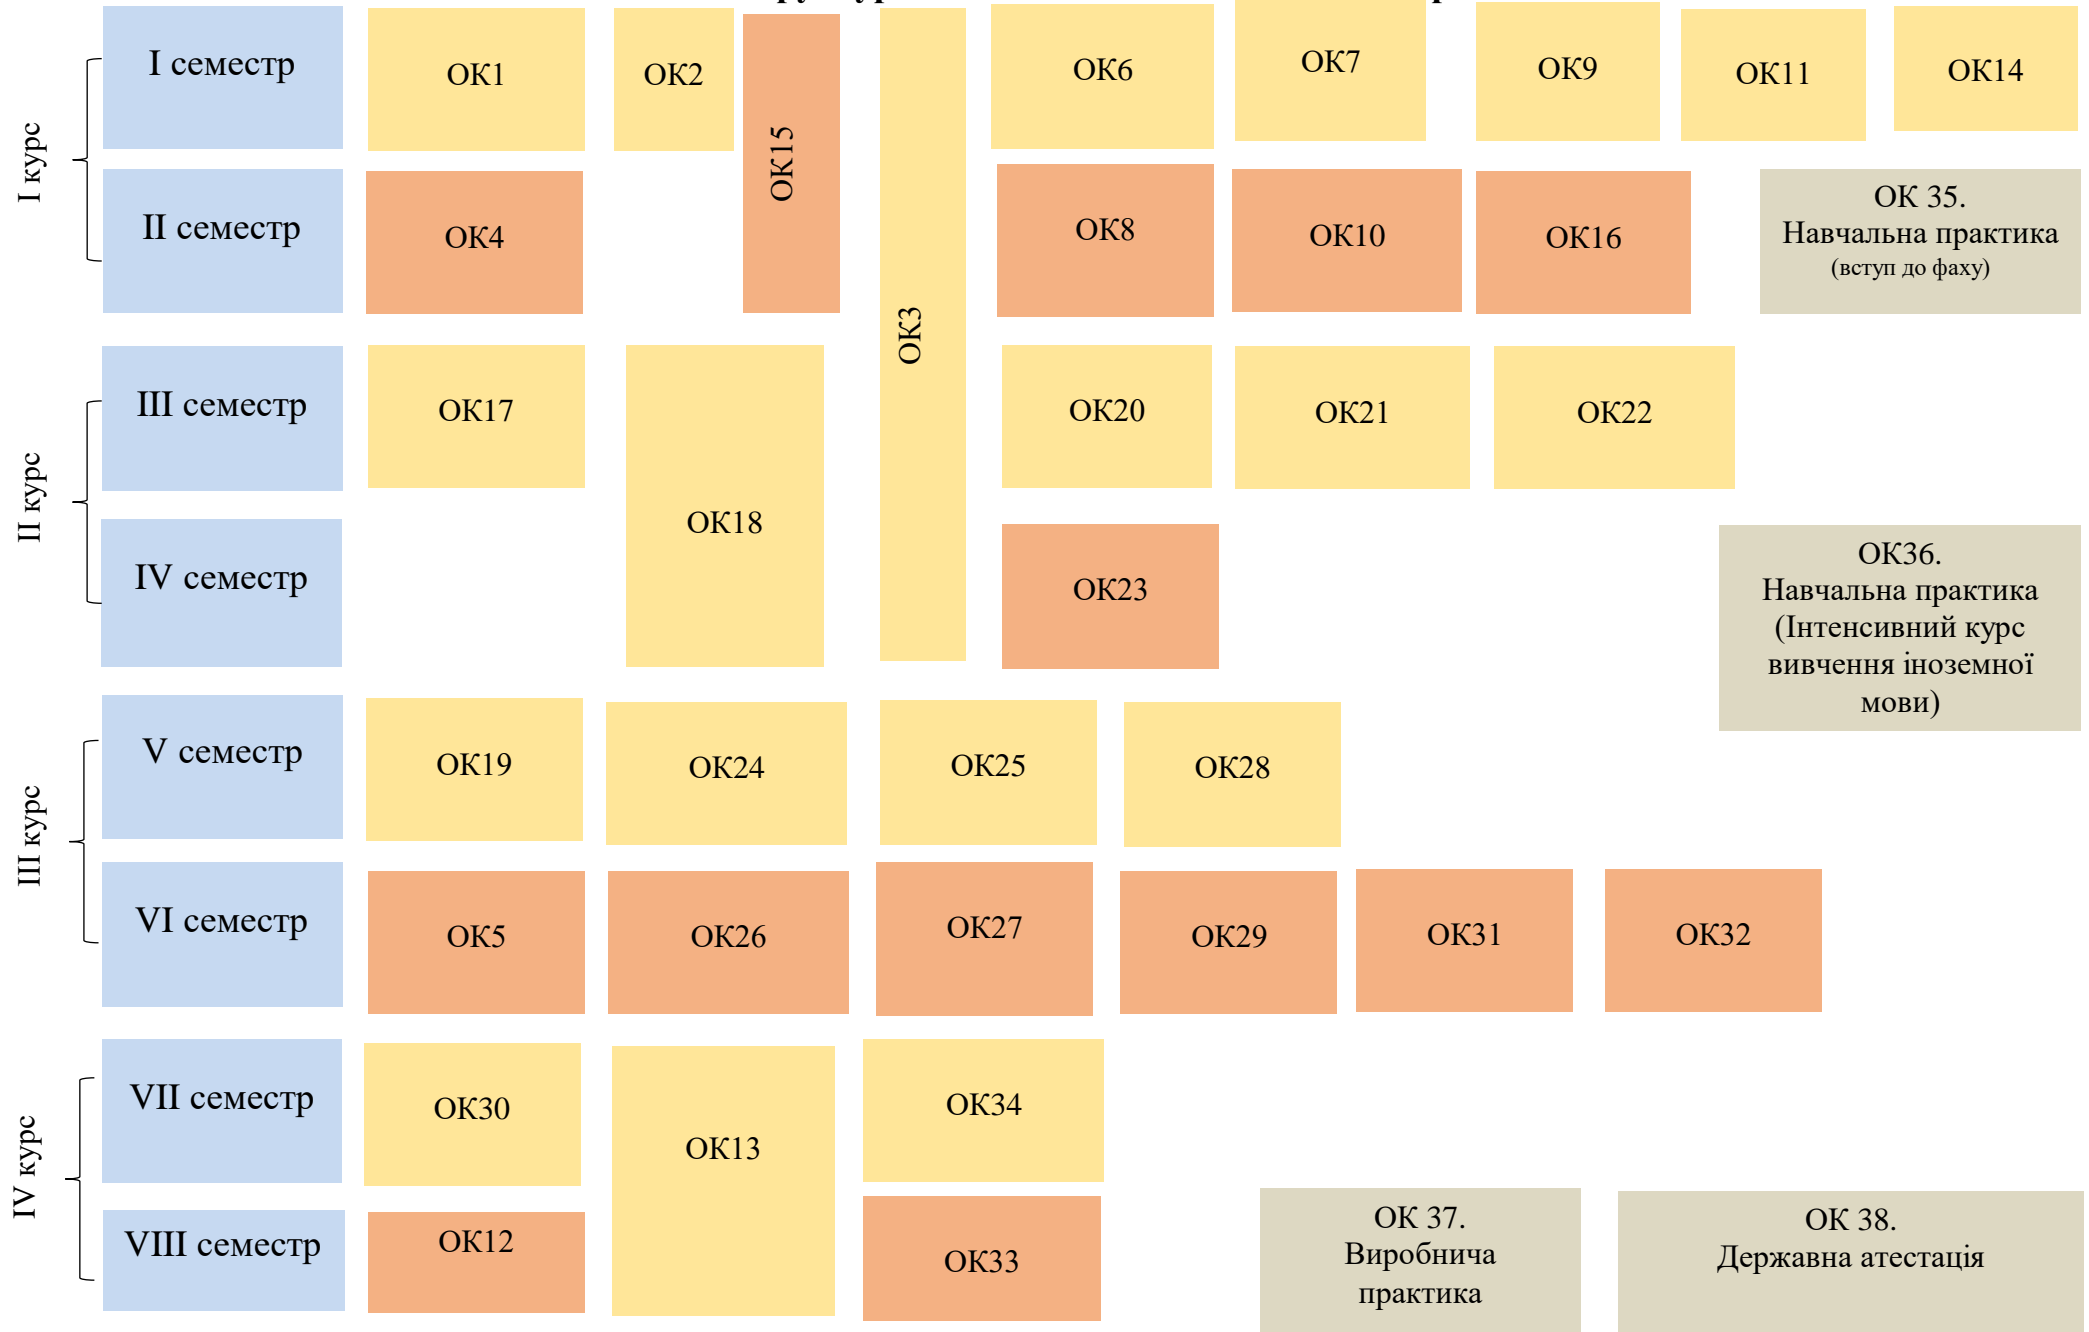 I курс
I семестр
ОК1
ОК2
ОК15
ОК3
ОК6
ОК7
ОК9
ОК11
ОК14
II семестр
ОК4
ОК8
ОК10
ОК16
ОК 35.
Навчальна практика
(вступ до фаху)
II курс
III семестр
ОК17
ОК18
ОК20
ОК21
ОК22
IV семестр
ОК23
ОК36.
Навчальна практика
(Інтенсивний курс
вивчення іноземної
мови)
III курс
V семестр
ОК19
ОК24
ОК25
ОК28
VI семестр
ОК5
ОК26
ОК27
ОК29
ОК31
ОК32
IV курс
VII семестр
ОК30
ОК13
ОК34
VIII семестр
ОК12
ОК33
ОК 37.
Виробнича
практика
ОК 38.
Державна атестація